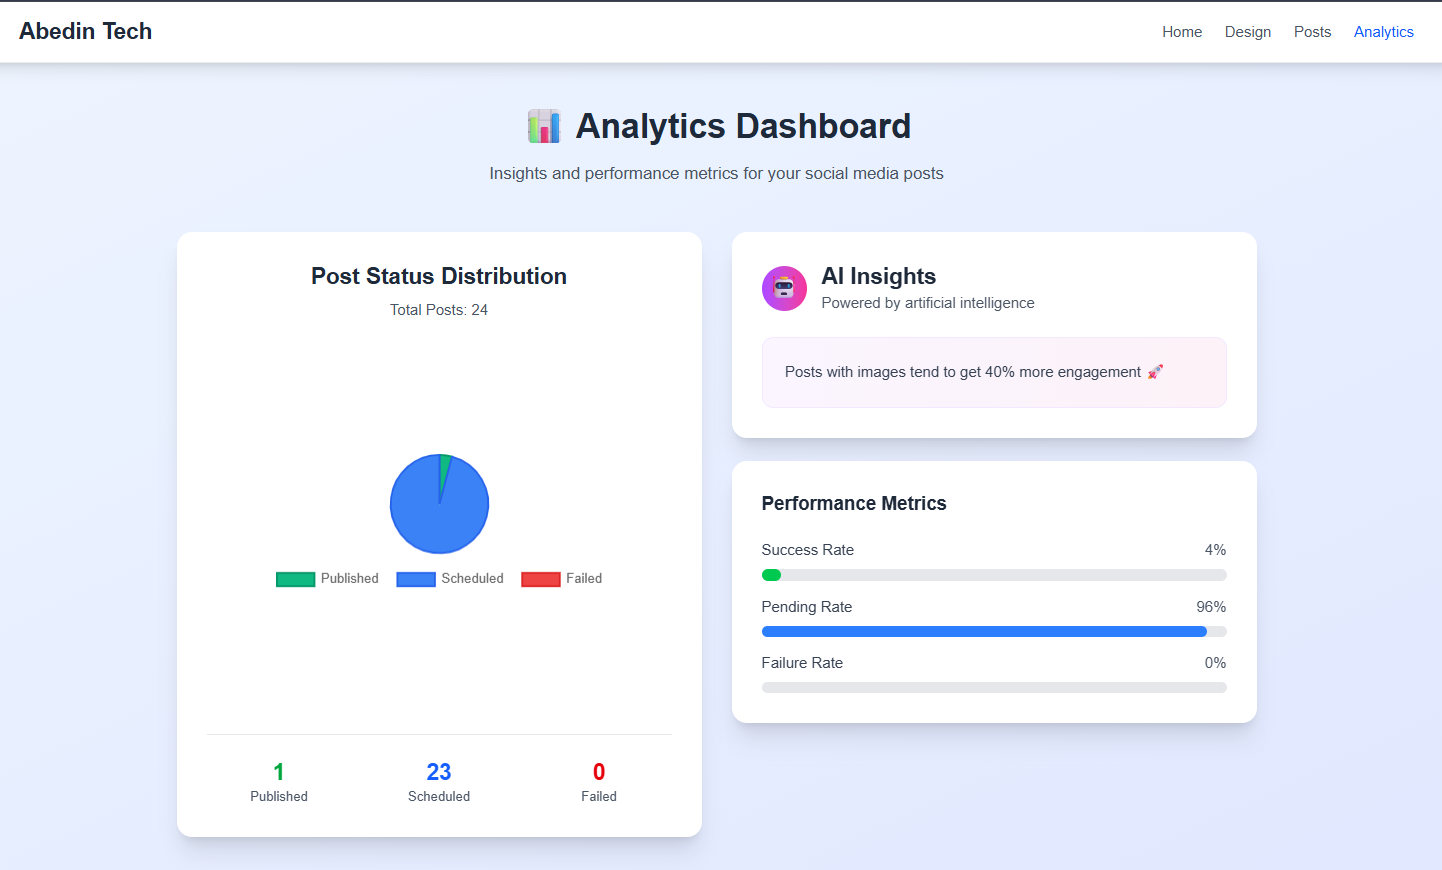 Abedin Tech
Home Design Posts Analytics
Analytics Dashboard
Insights and performance metrics for your social media posts
Post Status Distribution
Total Posts: 24
Published Scheduled Failed
1 23 0
Published Scheduled Failed
AI Insights
Powered by artificial intelligence
Posts with images tend to get 40% more engagement 🚀
Performance Metrics
Success Rate 4%
Pending Rate 96%
Failure Rate 0%